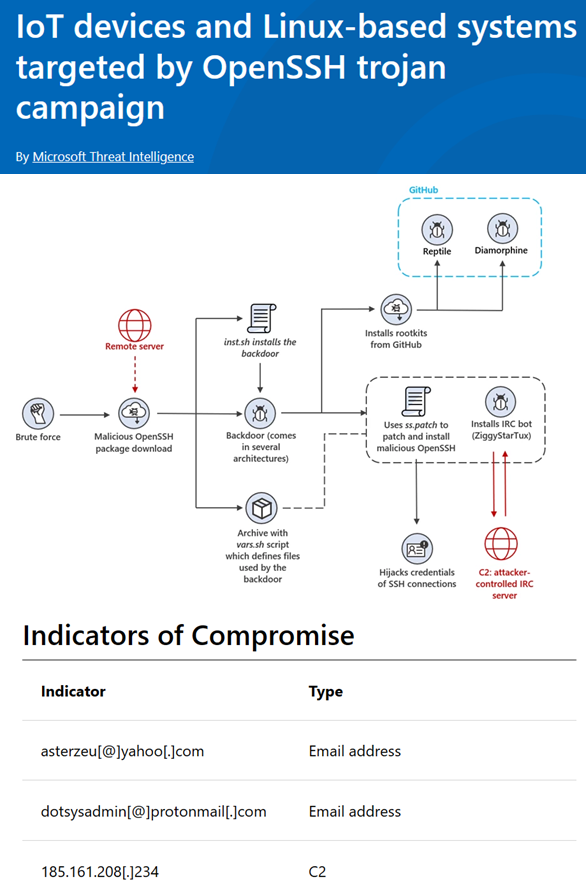 IoT devices and Linux-based systems
targeted by OpenSSH trojan
campaign
By Microsoft Threat Intelligence
GitHub
Reptile
Diamorphine
Installs rootkits
from GitHub
Remote server
inst.sh installs the
backdoor
Brute force
Malicious OpenSSH
package download
Backdoor (comes
in several
architectures)
Uses ss.patch to
patch and install
malicious OpenSSH
Installs IRC bot
(ZiggyStarTux)
Archive with
vars.sh script
which defines files
used by the
backdoor
Hijacks credentials
of SSH connections
C2: attacker-
controlled IRC
server
Indicators of Compromise
Indicator Type
asterzeu[@]yahoo[.]com Email address
dotsysadmin[@]protonmail[.]com Email address
185.161.208[.]234 C2